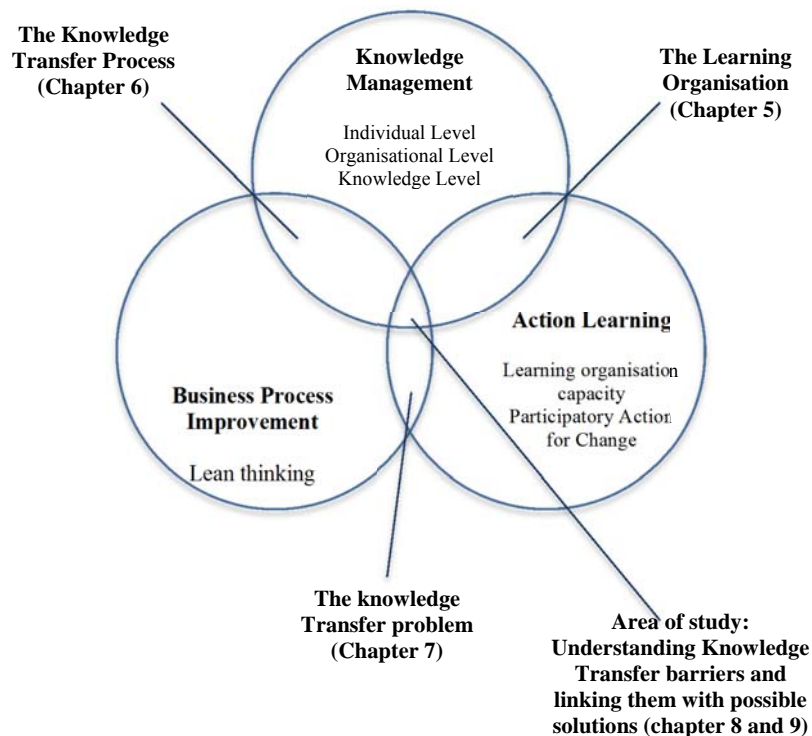 The Knowledge
Transfer Process
(Chapter 6)
Knowledge
Management
Individual Level
Organisational Level
Knowledge Level
The Learning
Organisation
(Chapter 5)
Business Process
Improvement
Lean thinking
Action Learning
Learning organisation
capacity
Participatory Action
for Change
The knowledge
Transfer problem
(Chapter 7)
Area of study:
Understanding Knowledge
Transfer barriers and
linking them with possible
solutions (chapter 8 and 9)